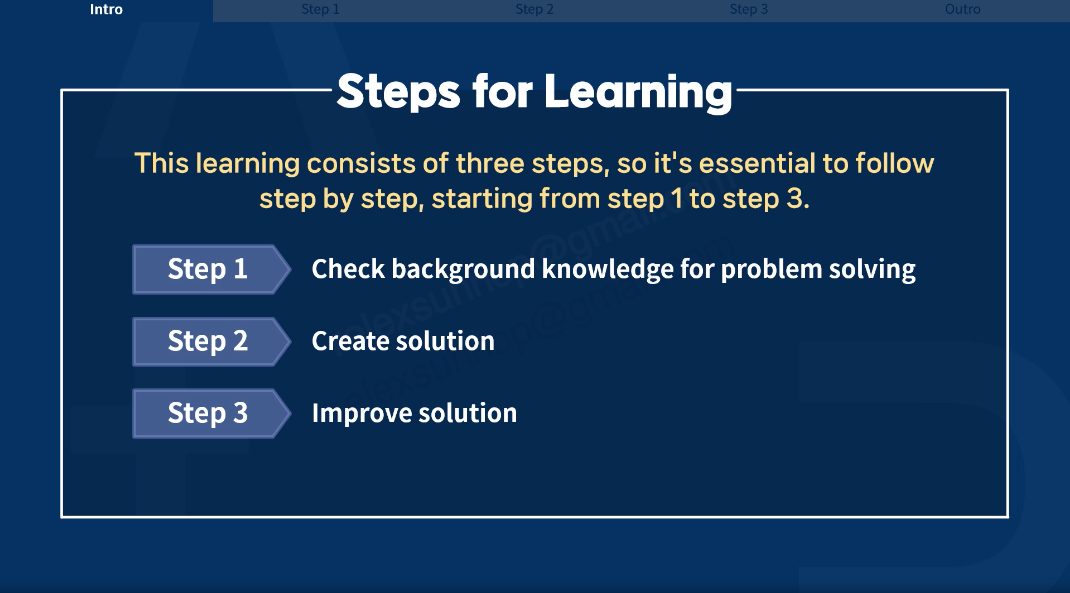 Intro
Step 1
Step 2
Step 3
Outro
Steps for Learning
This learning consists of three steps, so it's essential to follow
step by step, starting from step 1 to step 3.
Step 1 Check background knowledge for problem solving
Step 2 Create solution
Step 3 Improve solution